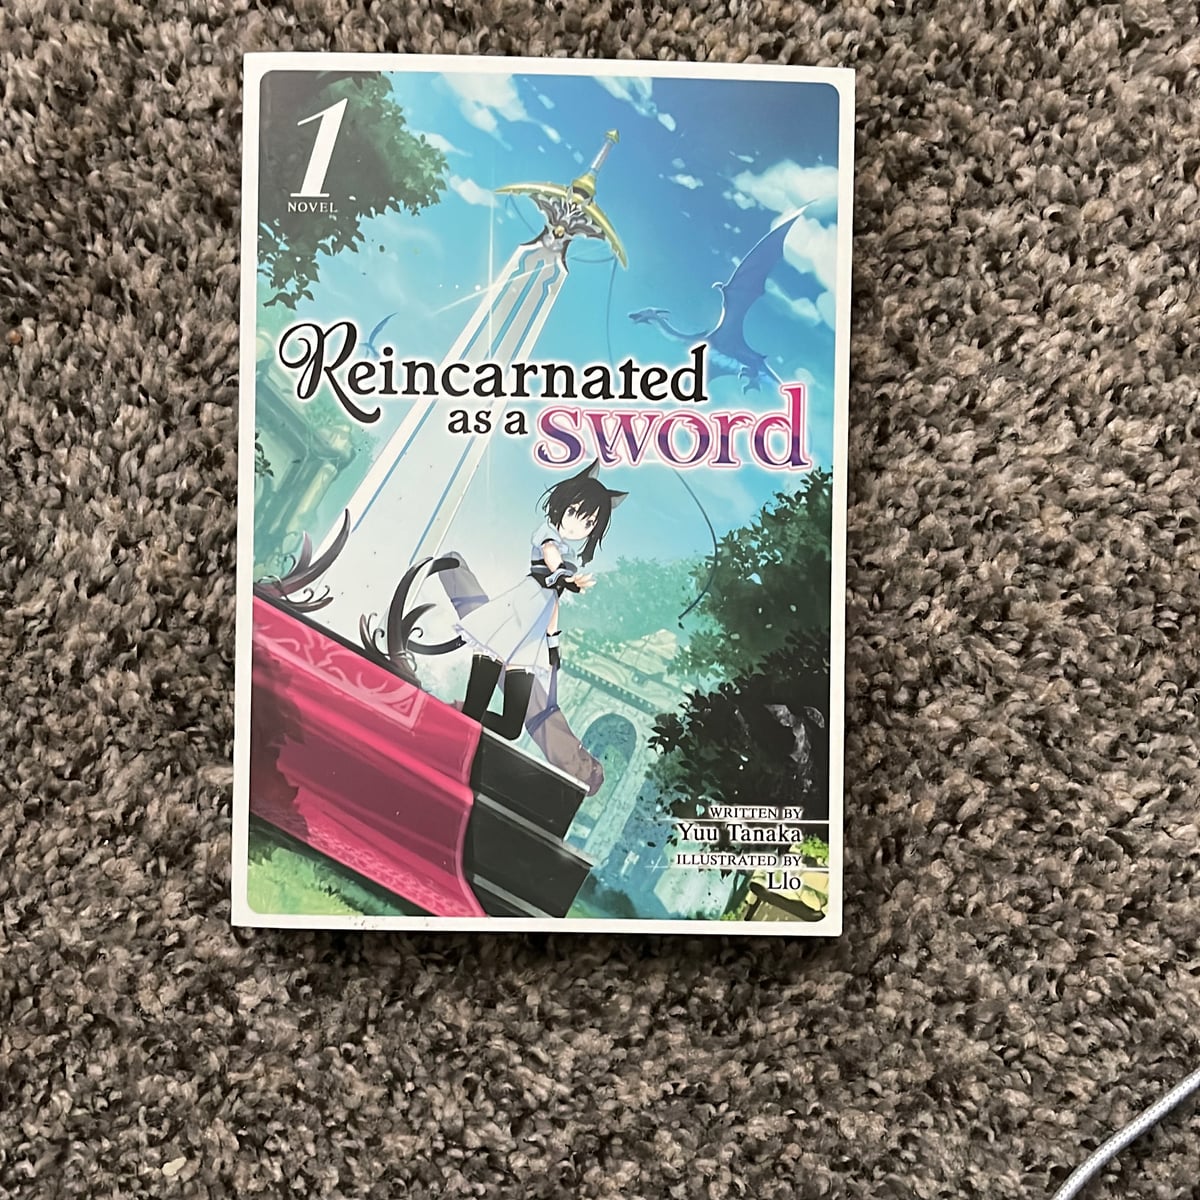 1
NOVEL
Reincarnated
as a sword
WRITTEN BY
Yuu Tanaka
ILLUSTRATED BY
Llo